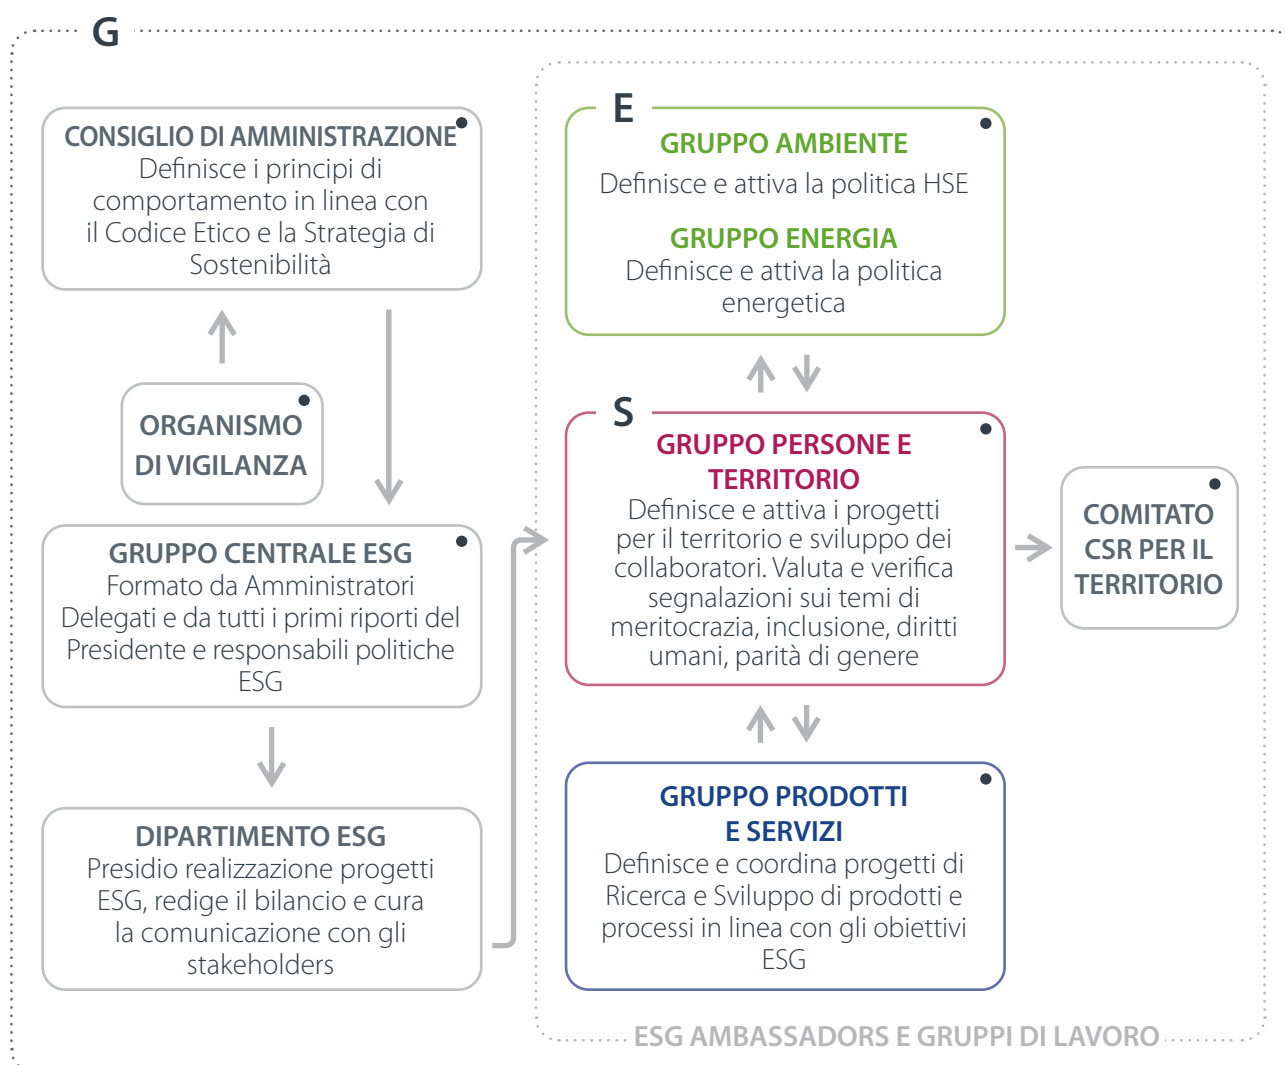 G
CONSIGLIO DI AMMINISTRAZIONE
Definisce i principi di
comportamento in linea con
il Codice Etico e la Strategia di
Sostenibilità
ORGANISMO
DI VIGILANZA
GRUPPO CENTRALE ESG
Formato da Amministratori
Delegati e da tutti i primi riporti del
Presidente e responsabili politiche
ESG
DIPARTIMENTO ESG
Presidio realizzazione progetti
ESG, redige il bilancio e cura
la comunicazione con gli
stakeholders
E
GRUPPO AMBIENTE
Definisce e attiva la politica HSE
GRUPPO ENERGIA
Definisce e attiva la politica
energetica
S
GRUPPO PERSONE E
TERRITORIO
Definisce e attiva i progetti
per il territorio e sviluppo dei
collaboratori. Valuta e verifica
segnalazioni sui temi di
meritocrazia, inclusione, diritti
umani, parità di genere
GRUPPO PRODOTTI
E SERVIZI
Definisce e coordina progetti di
Ricerca e Sviluppo di prodotti e
processi in linea con gli obiettivi
ESG
COMITATO
CSR PER IL
TERRITORIO
ESG AMBASSADORS E GRUPPI DI LAVORO